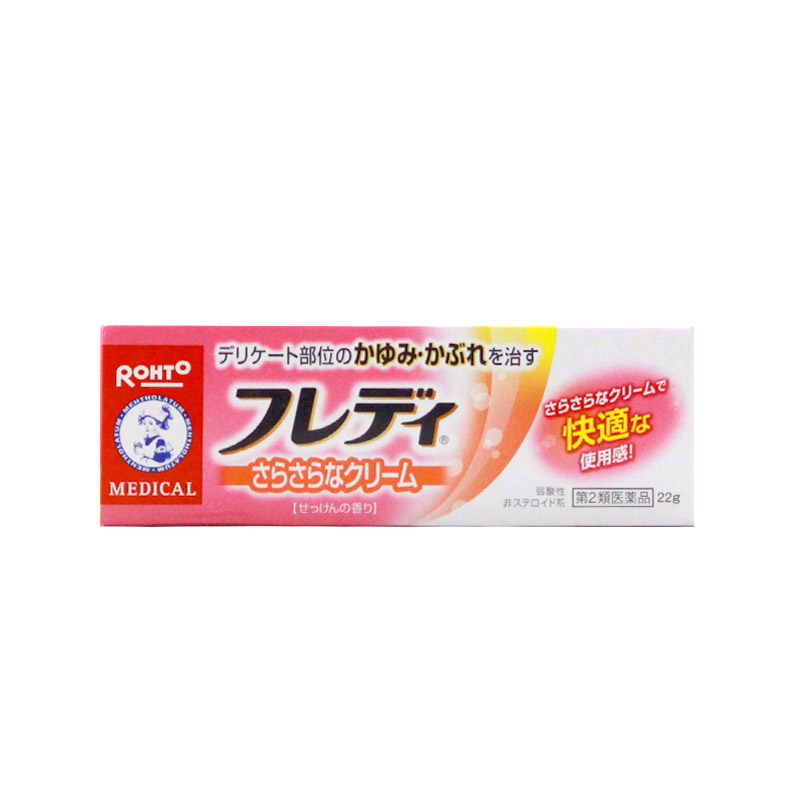 デリケート部位のかゆみ・かぶれを治す
ROHTO
MENTHOLATUM・MENTHOLATUM・MENTHOLATUM
MEDICAL
フレディ®
さらさらなクリーム
【せっけんの香り】
さらさらなクリームで
快適な
使用感!
弱酸性
非ステロイド系
第2類医薬品 22g